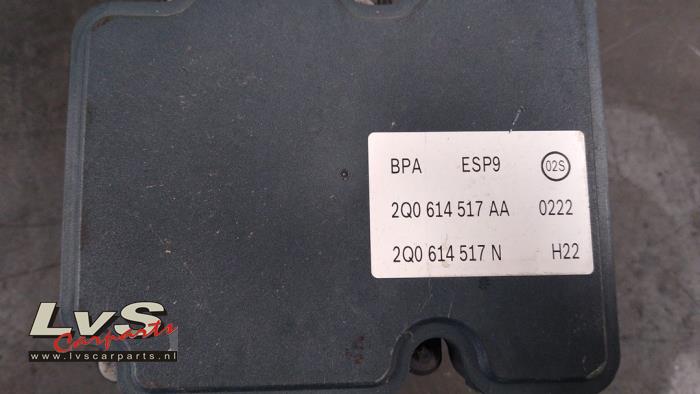 BPA ESP9 02S
2Q0 614 517 AA 0222
2Q0 614 517 N H22
LvS
Carparts
www.lvscarparts.nl